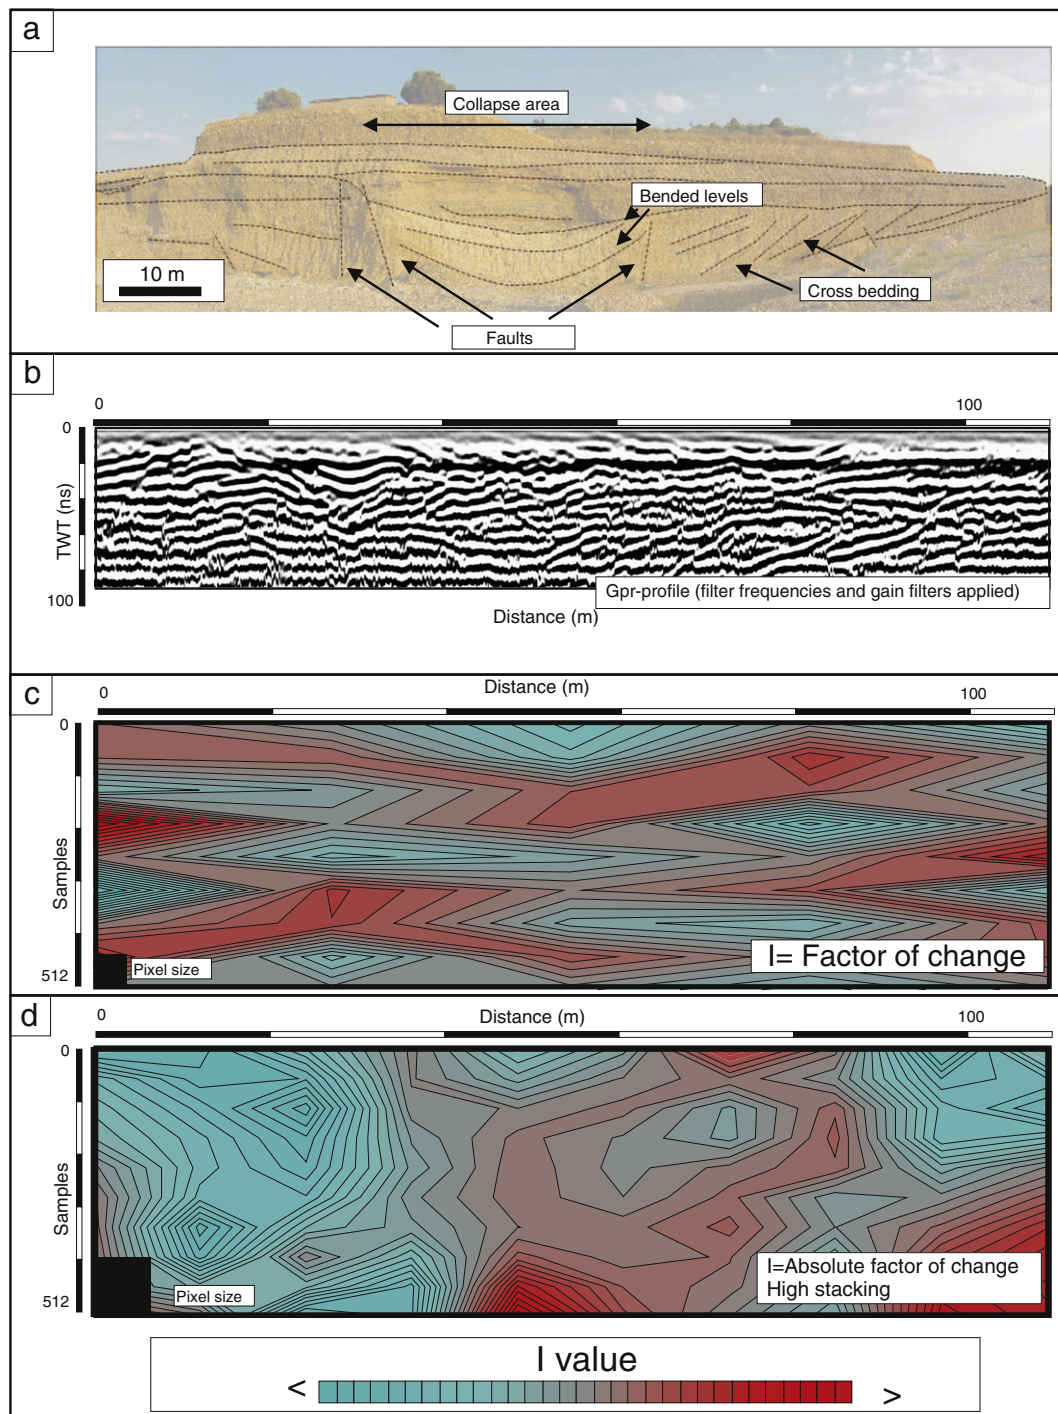 a
Collapse area
Bended levels
10 m
Cross bedding
Faults
b
0
100
0
TWT (ns)
100
Gpr-profile (filter frequencies and gain filters applied)
Distance (m)
c
0
Distance (m)
100
0
Samples
512
Pixel size
I= Factor of change
d
0
Distance (m)
100
0
Samples
512
Pixel size
I=Absolute factor of change
High stacking
I value
< >